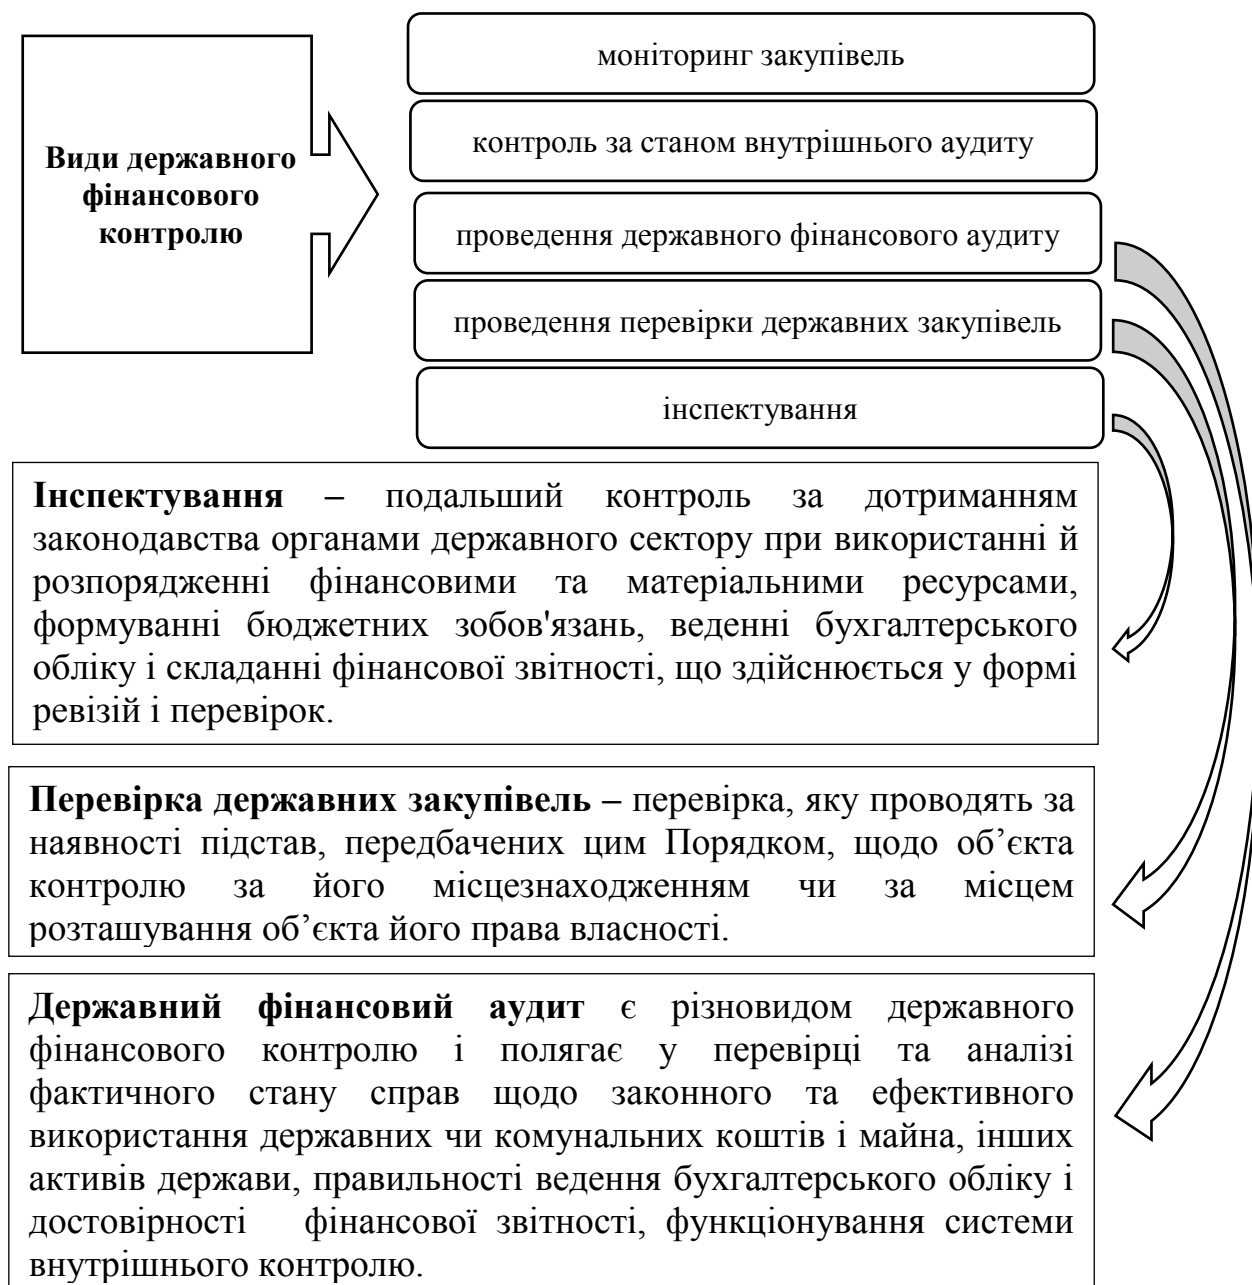 Види державного
фінансового
контролю
моніторинг закупівель
контроль за станом внутрішнього аудиту
проведення державного фінансового аудиту
проведення перевірки державних закупівель
інспектування
Інспектування – подальший контроль за дотриманням
законодавства органами державного сектору при використанні й
розпорядженні фінансовими та матеріальними ресурсами,
формуванні бюджетних зобов'язань, веденні бухгалтерського
обліку і складанні фінансової звітності, що здійснюється у формі
ревізій і перевірок.
Перевірка державних закупівель – перевірка, яку проводять за
наявності підстав, передбачених цим Порядком, щодо об’єкта
контролю за його місцезнаходженням чи за місцем
розташування об’єкта його права власності.
Державний фінансовий аудит є різновидом державного
фінансового контролю і полягає у перевірці та аналізі
фактичного стану справ щодо законного та ефективного
використання державних чи комунальних коштів і майна, інших
активів держави, правильності ведення бухгалтерського обліку і
достовірності фінансової звітності, функціонування системи
внутрішнього контролю.